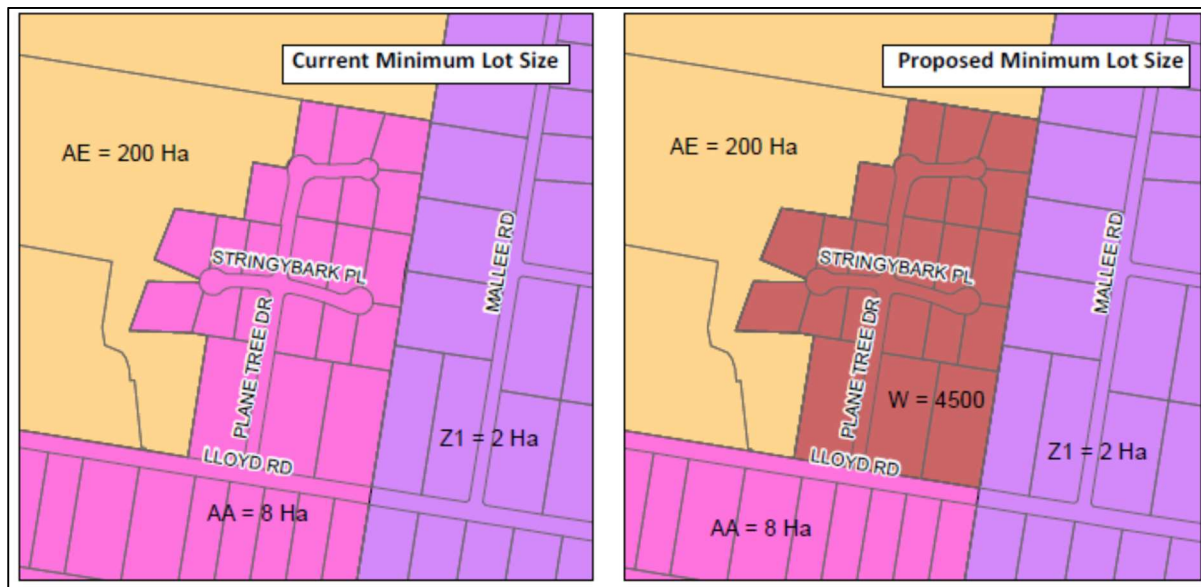 Current Minimum Lot Size
AE = 200 Ha
STRINGYBARK PL
MALLEE RD
PLANE TREE DR
Z1 = 2 Ha
LLOYD RD
AA = 8 Ha
Proposed Minimum Lot Size
AE = 200 Ha
STRINGYBARK PL
MALLEE RD
PLANE TREE DR
W = 4500
Z1 = 2 Ha
LLOYD RD
AA = 8 Ha